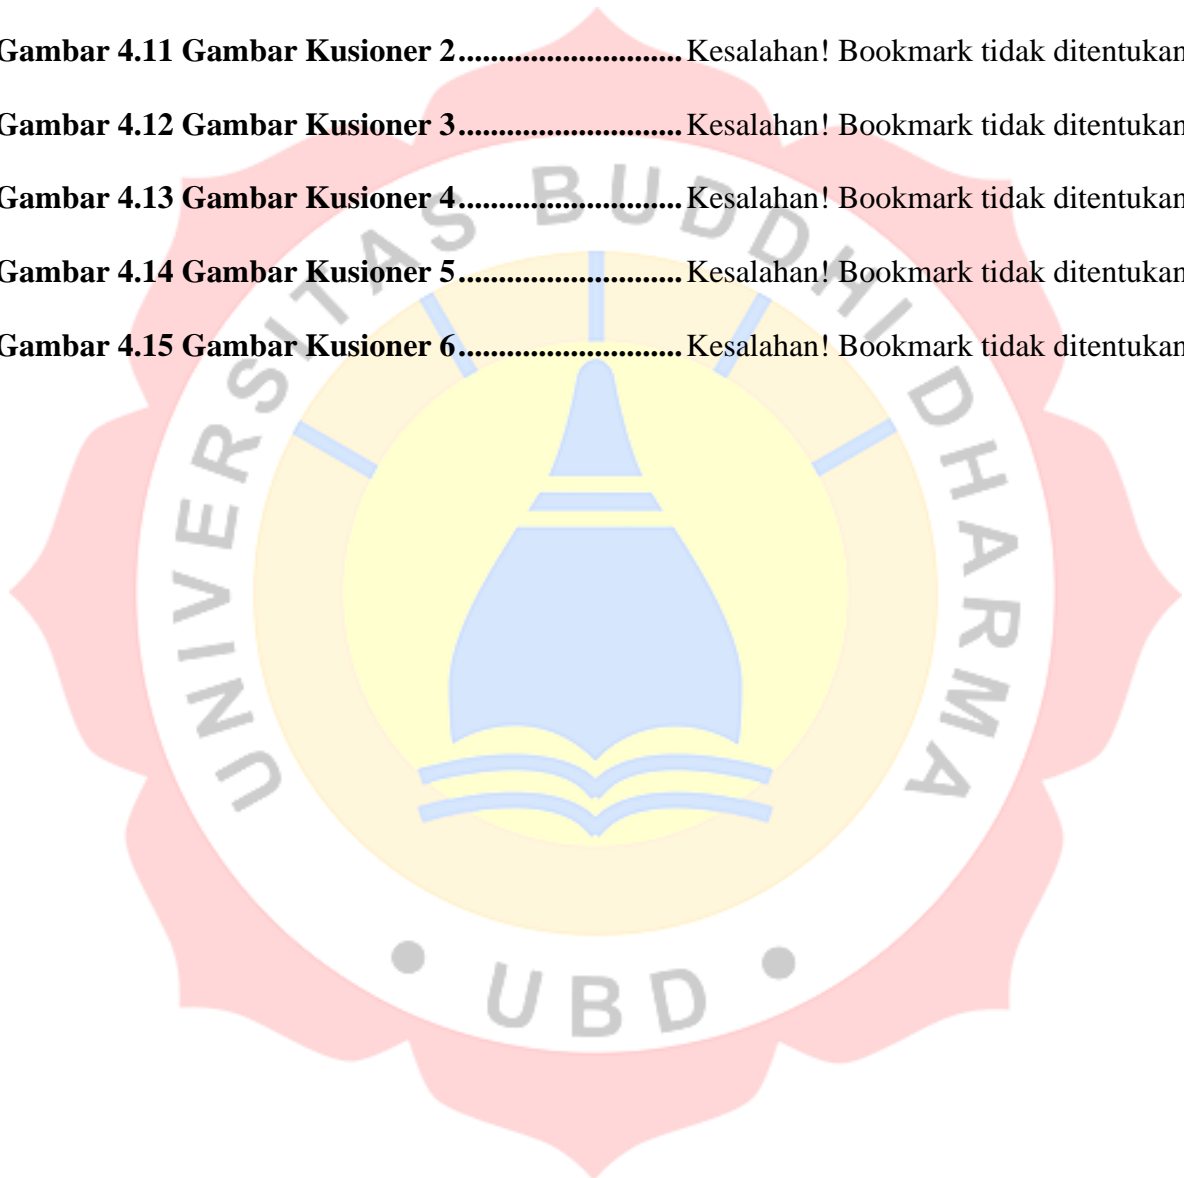 Gambar 4.11 Gambar Kusioner 2........................... Kesalahan! Bookmark tidak ditentukan
Gambar 4.12 Gambar Kusioner 3........................... Kesalahan! Bookmark tidak ditentukan
Gambar 4.13 Gambar Kusioner 4........................... Kesalahan! Bookmark tidak ditentukan
Gambar 4.14 Gambar Kusioner 5........................... Kesalahan! Bookmark tidak ditentukan
Gambar 4.15 Gambar Kusioner 6........................... Kesalahan! Bookmark tidak ditentukan
UNIVERSITAS BUDDHI DHARMA
• UBD •